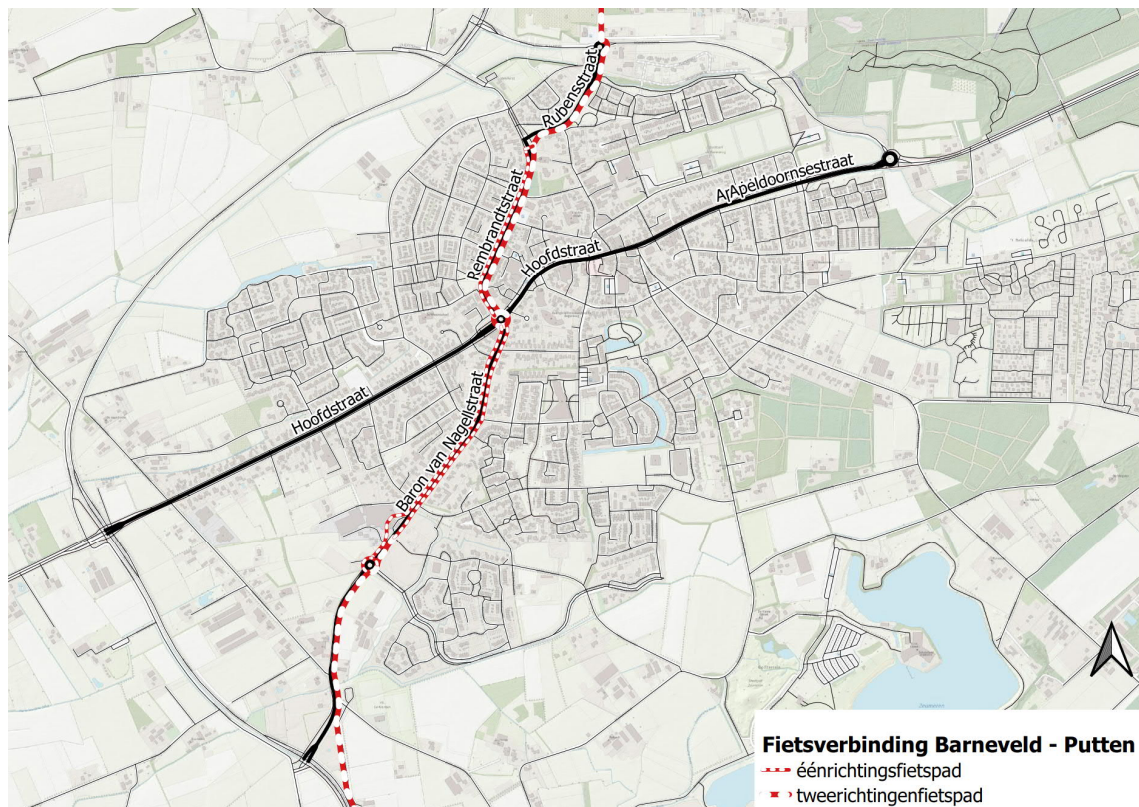 Rubensstraat
ArApeldoornsestraat
Rembrandtstraat
Hoofdstraat
Hoofdstraat
Baron van Nagellstraat
Fietsverbinding Barneveld - Putten
éénrichtingsfietspad
tweerichtingenfietspad